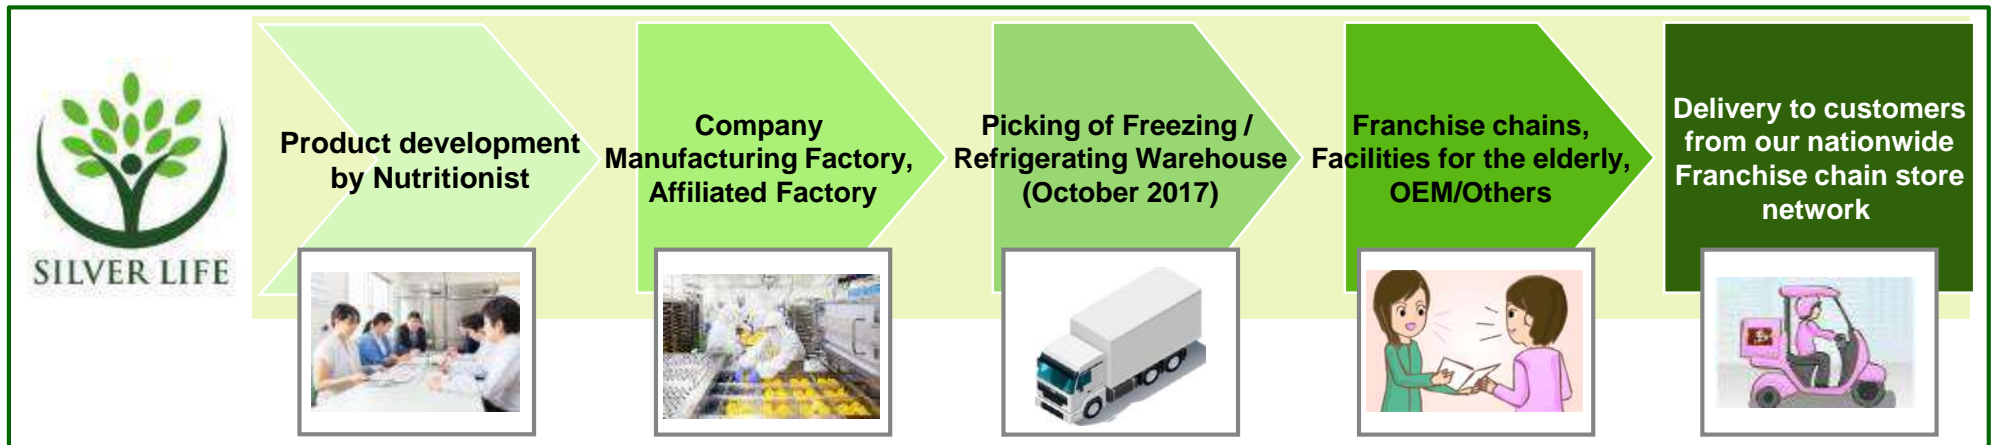 SILVER LIFE
Product development
by Nutritionist
Company
Manufacturing Factory,
Affiliated Factory
Picking of Freezing /
Refrigerating Warehouse
(October 2017)
Franchise chains,
Facilities for the elderly,
OEM/Others
Delivery to customers
from our nationwide
Franchise chain store
network